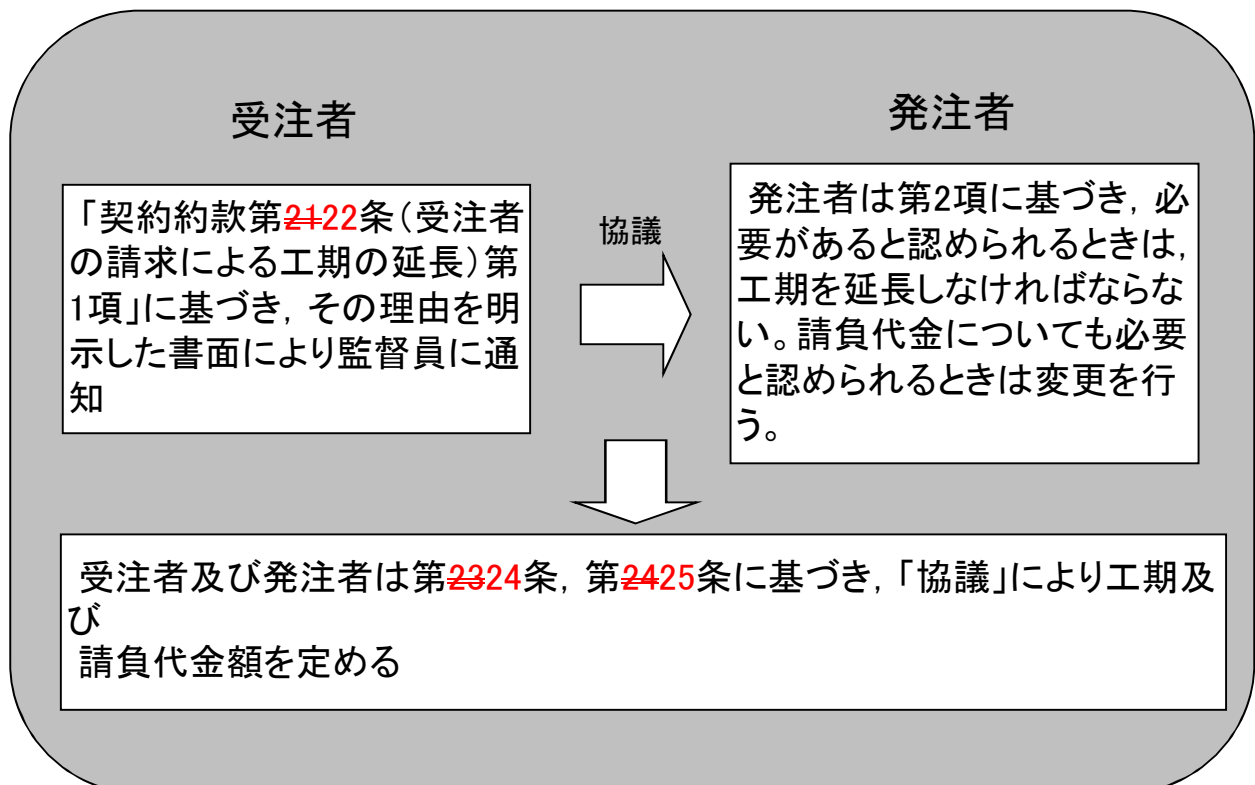 受注者
「契約約款第2122条（受注者
の請求による工期の延長）第
1項」に基づき，その理由を明
示した書面により監督員に通
知
協議
発注者
発注者は第2項に基づき，必
要があると認められるときは，
工期を延長しなければならな
い。請負代金についても必要
と認められるときは変更を行
う。
受注者及び発注者は第2324条，第2425条に基づき，「協議」により工期及
び
請負代金額を定める